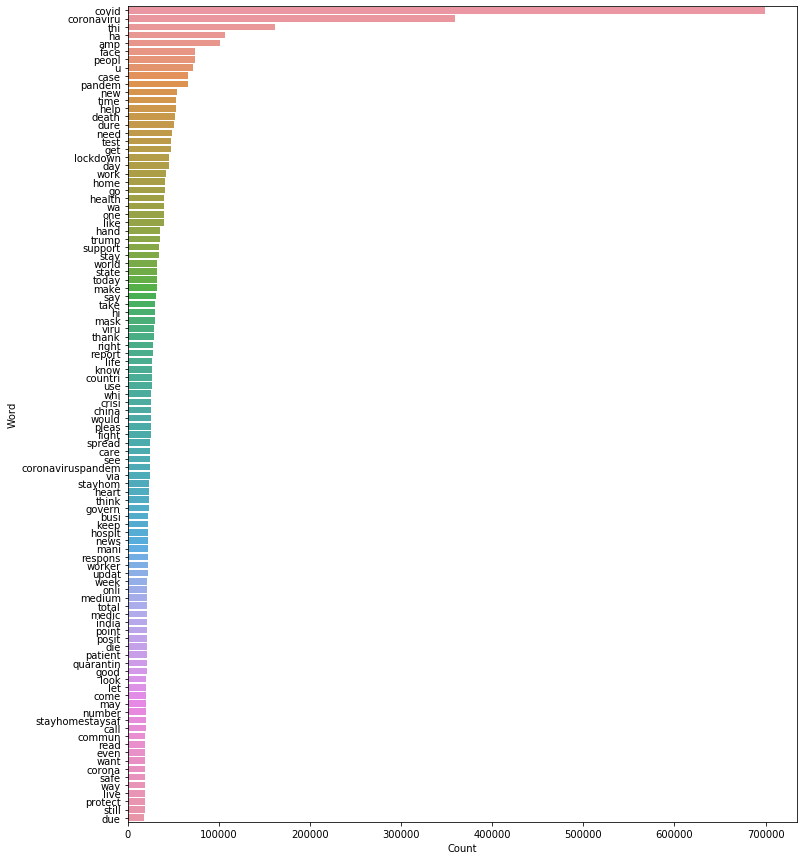 covid
coronaviru
thi
ha
amp
face
peopl
u
case
pandem
new
time
help
death
dure
need
test
get
lockdown
day
work
home
go
health
wa
one
like
hand
trump
support
stay
world
state
today
make
say
take
hi
mask
viru
thank
right
report
life
know
countri
use
whi
crisi
china
would
pleas
fight
spread
care
see
coronaviruspandem
via
stayhom
heart
think
govern
busi
keep
hospit
news
mani
respons
worker
updat
week
onli
medium
total
medic
india
point
posit
die
patient
quarantin
good
look
let
come
may
number
stayhomestaysaf
call
commun
read
even
want
corona
safe
way
live
protect
still
due
Word
0 100000 200000 300000 400000 500000 600000 700000
Count